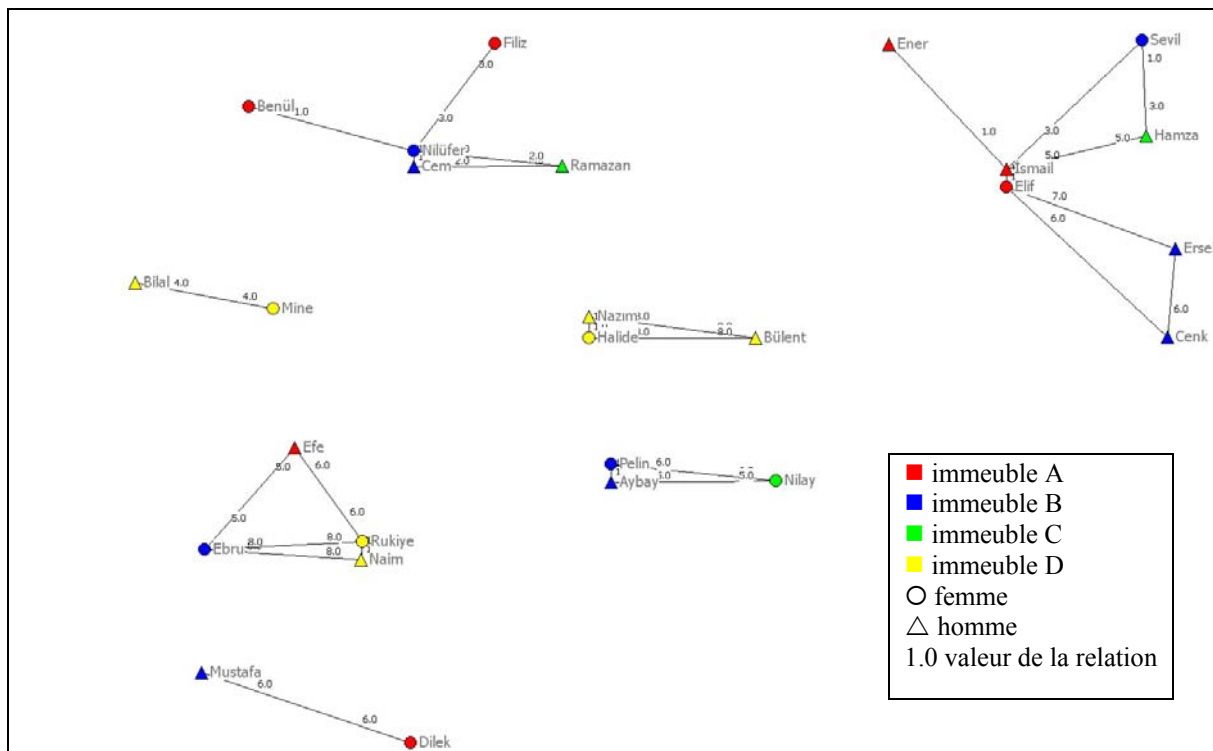 Filiz
3.0
3.0
Benül
1.0
Nilüfer
Cem
2.0
2.0
Ramazan
Ener
1.0
Sevil
1.0
3.0
Hamza
3.0
5.0
5.0
Ismail
Elif
7.0
6.0
Erse
6.0
Cenk
Bilal
4.0
4.0
Mine
Nazim
Halide
8.0
Bülent
Efe
5.0
6.0
5.0
6.0
Ebru
8.0
8.0
8.0
Rukiye
Naim
Pelin
6.0
Aybay
5.0
Nilay
Mustafa
6.0
6.0
Dilek
immeuble A
immeuble B
immeuble C
immeuble D
femme
homme
1.0 valeur de la relation